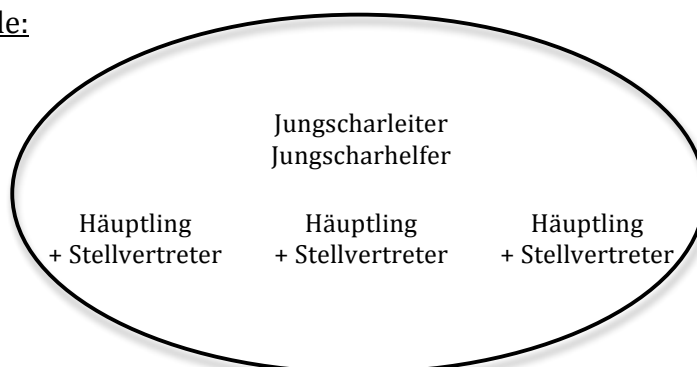 le:
Jungscharleiter
Jungscharhelfer
Häuptling Häuptling Häuptling
+ Stellvertreter + Stellvertreter + Stellvertreter